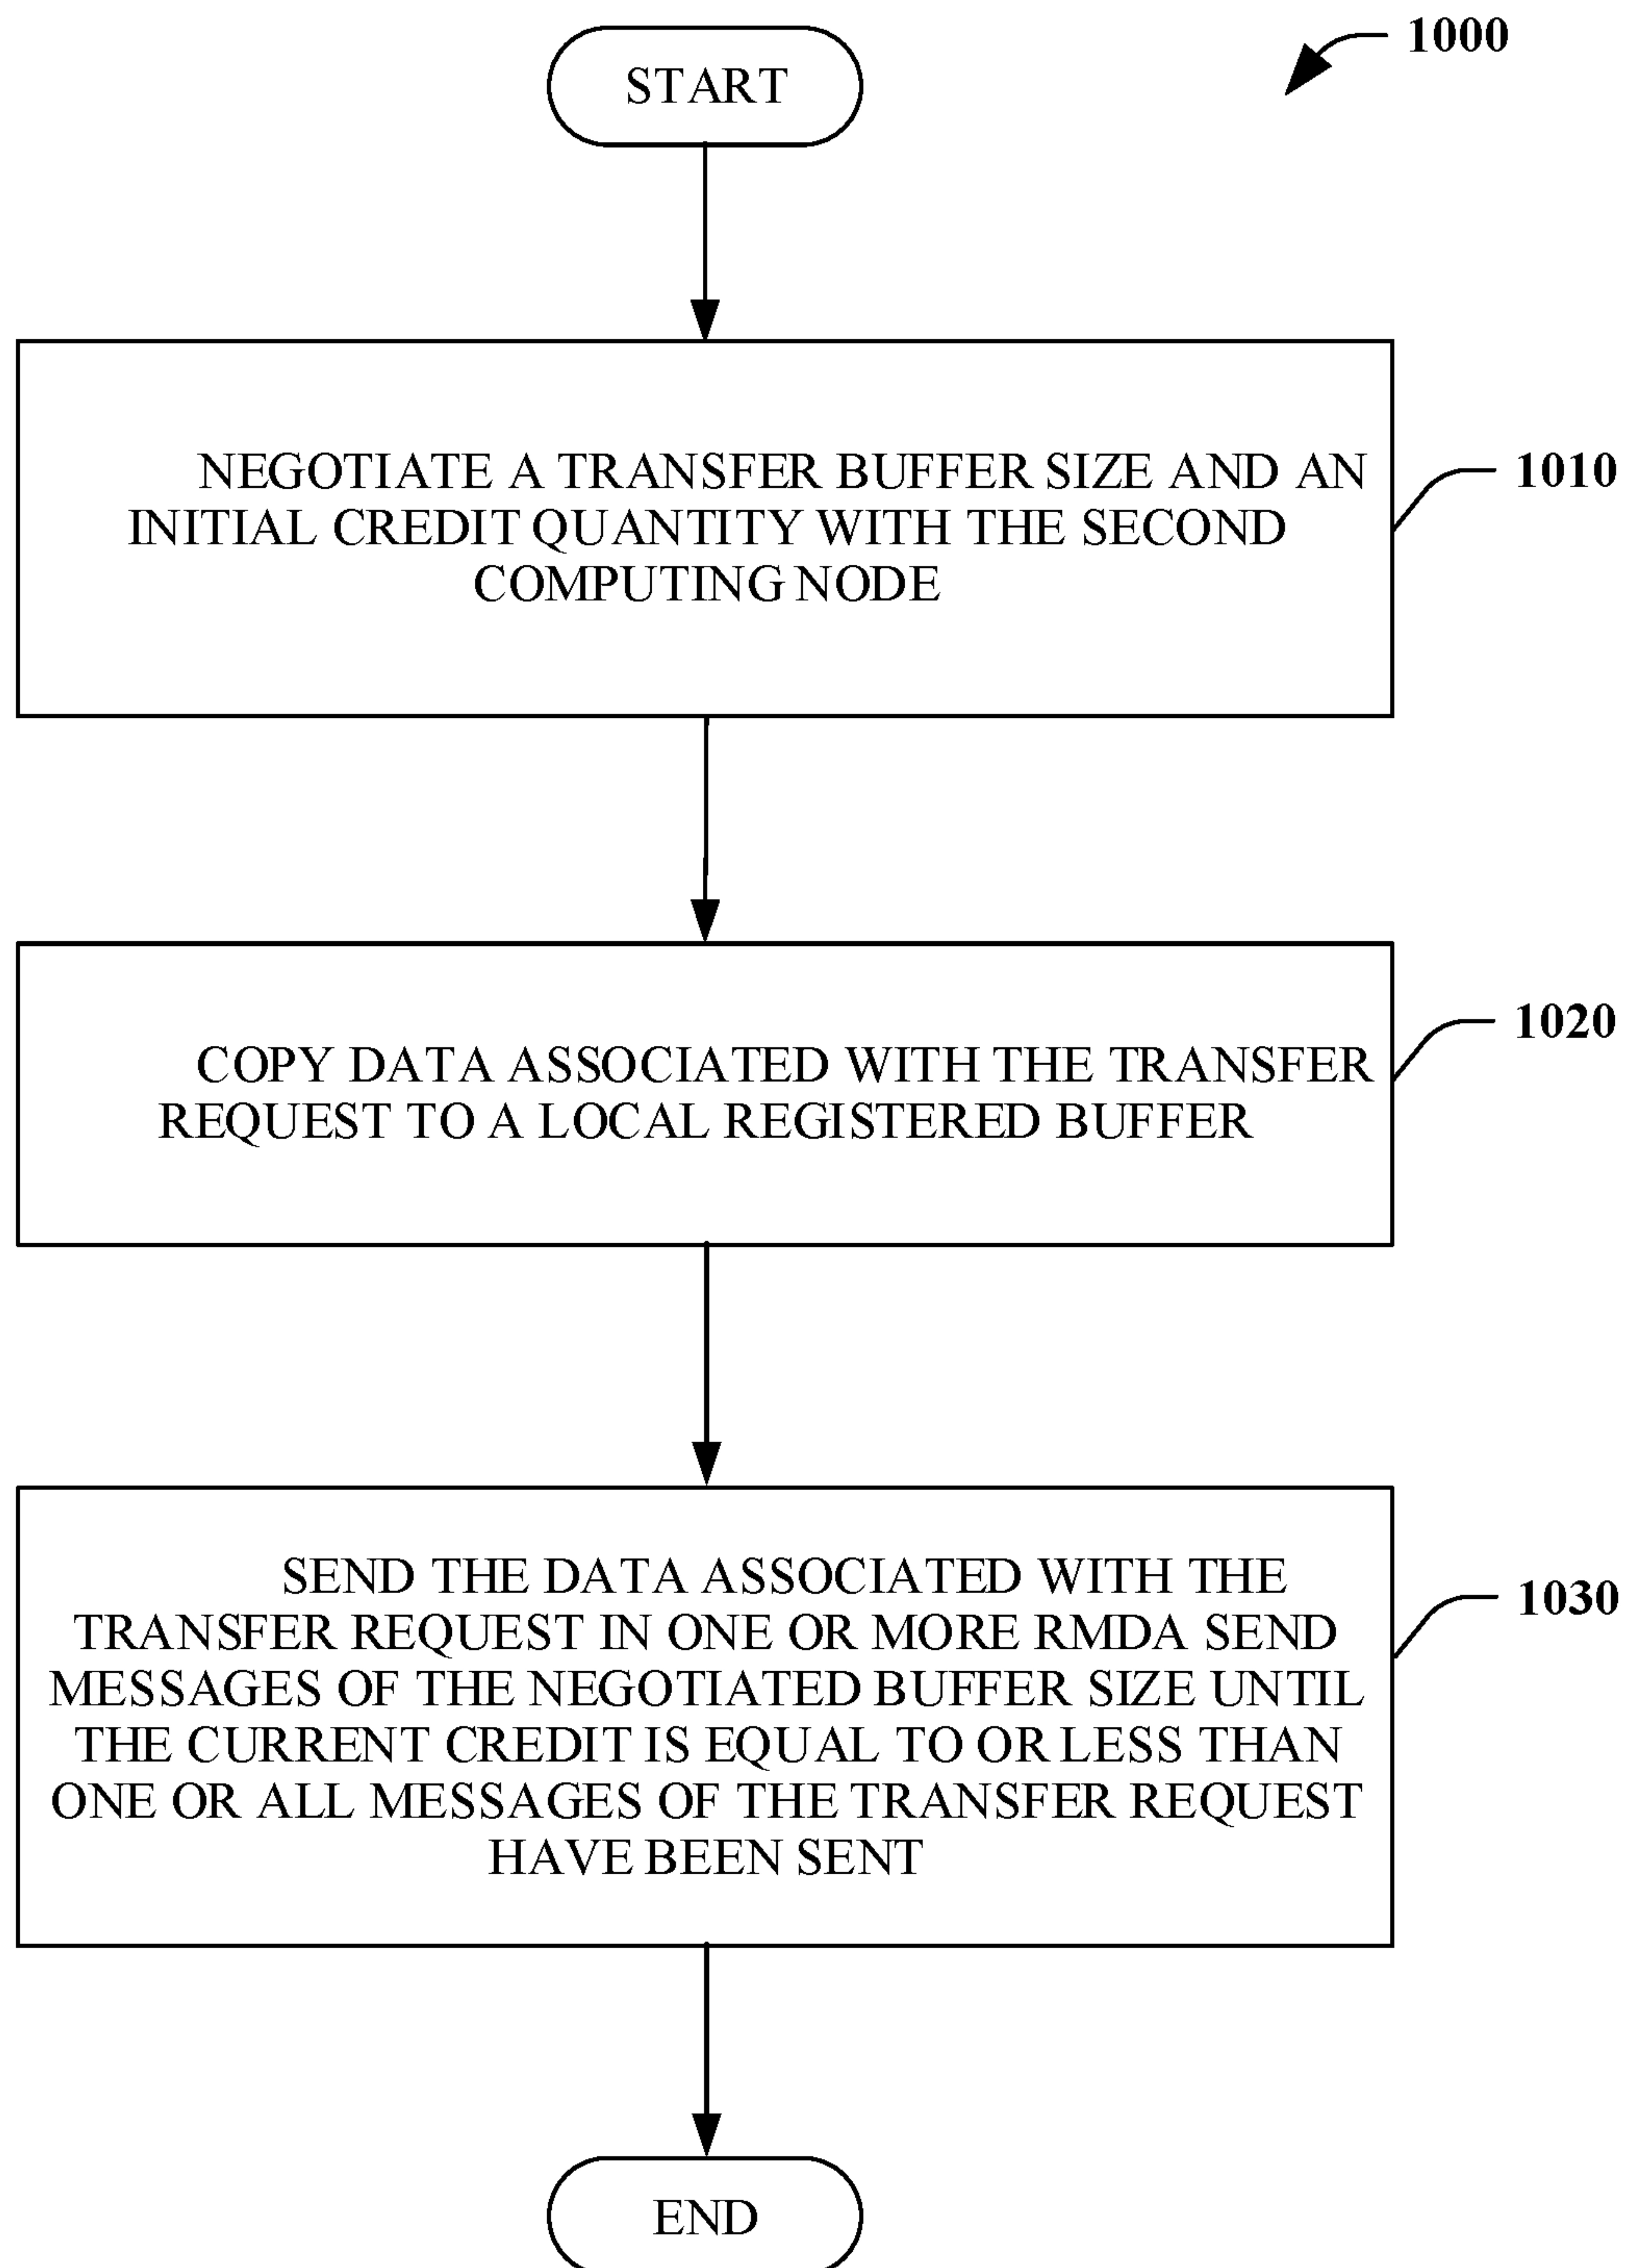 1000
START
NEGOTIATE A TRANSFER BUFFER SIZE AND AN
INITIAL CREDIT QUANTITY WITH THE SECOND
COMPUTING NODE
1010
COPY DATA ASSOCIATED WITH THE TRANSFER
REQUEST TO A LOCAL REGISTERED BUFFER
1020
SEND THE DATA ASSOCIATED WITH THE
TRANSFER REQUEST IN ONE OR MORE RMDA SEND
MESSAGES OF THE NEGOTIATED BUFFER SIZE UNTIL
THE CURRENT CREDIT IS EQUAL TO OR LESS THAN
ONE OR ALL MESSAGES OF THE TRANSFER REQUEST
HAVE BEEN SENT
1030
END